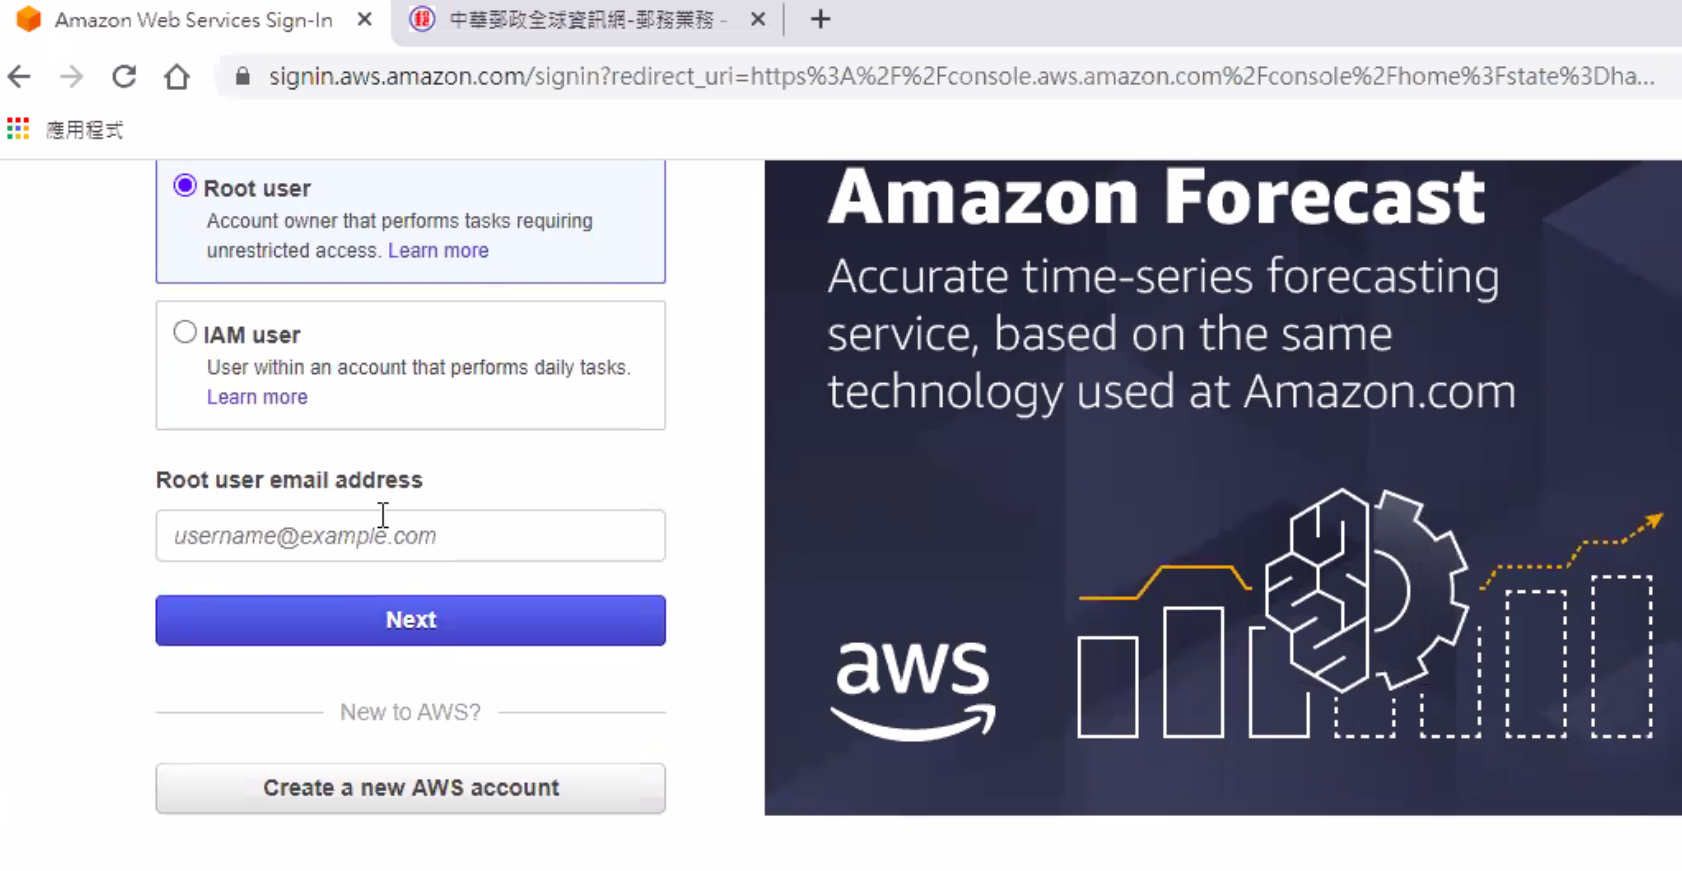 Amazon Web Services Sign-In
中華郵政全球資訊網-郵務業務 -
signin.aws.amazon.com/signin?redirect_uri=https%3A%2F%2Fconsole.aws.amazon.com%2Fconsole%2Fhome%3Fstate%3Dha...
應用程式
Root user
Account owner that performs tasks requiring
unrestricted access. Learn more
IAM user
User within an account that performs daily tasks.
Learn more
Root user email address
username@example.com
Next
New to AWS?
Create a new AWS account
Amazon Forecast
Accurate time-series forecasting
service, based on the same
technology used at Amazon.com
aws